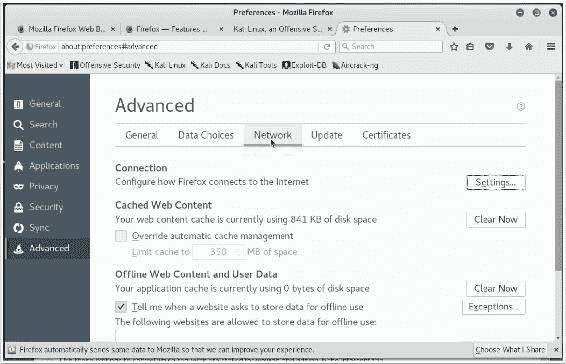 Preferences - Mozilla Firefox
Mozilla Firefox Web B...
Firefox — Features ...
Kali Linux, an Offensive S...
Preferences
Firefox
about:preferences#advanced
Search
Most Visited
Offensive Security
Kali Linux
Kali Docs
Kali Tools
Exploit-DB
Aircrack-ng
General
Search
Content
Applications
Privacy
Security
Sync
Advanced
Advanced
General
Data Choices
Network
Update
Certificates
Connection
Configure how Firefox connects to the Internet
Settings...
Cached Web Content
Your web content cache is currently using 841 KB of disk space
Clear Now
Override automatic cache management
Limit cache to 350 MB of space
Offline Web Content and User Data
Your application cache is currently using 0 bytes of disk space
Clear Now
Tell me when a website asks to store data for offline use
Exceptions...
The following websites are allowed to store data for offline use:
Firefox automatically sends some data to Mozilla so that we can improve your experience.
Choose What I Share